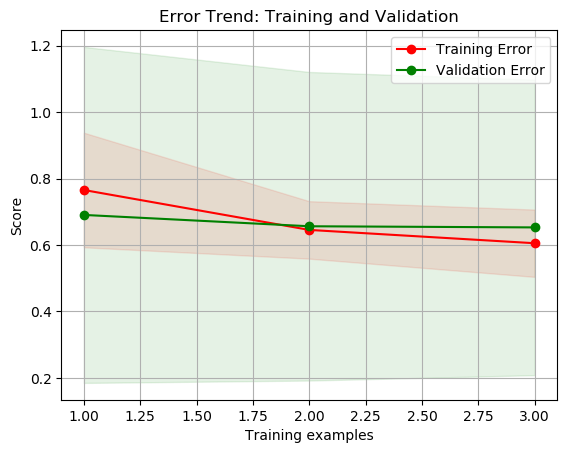 Error Trend: Training and Validation
Training Error
Validation Error
Score
1.2
1.0
0.8
0.6
0.4
0.2
1.00 1.25 1.50 1.75 2.00 2.25 2.50 2.75 3.00
Training examples